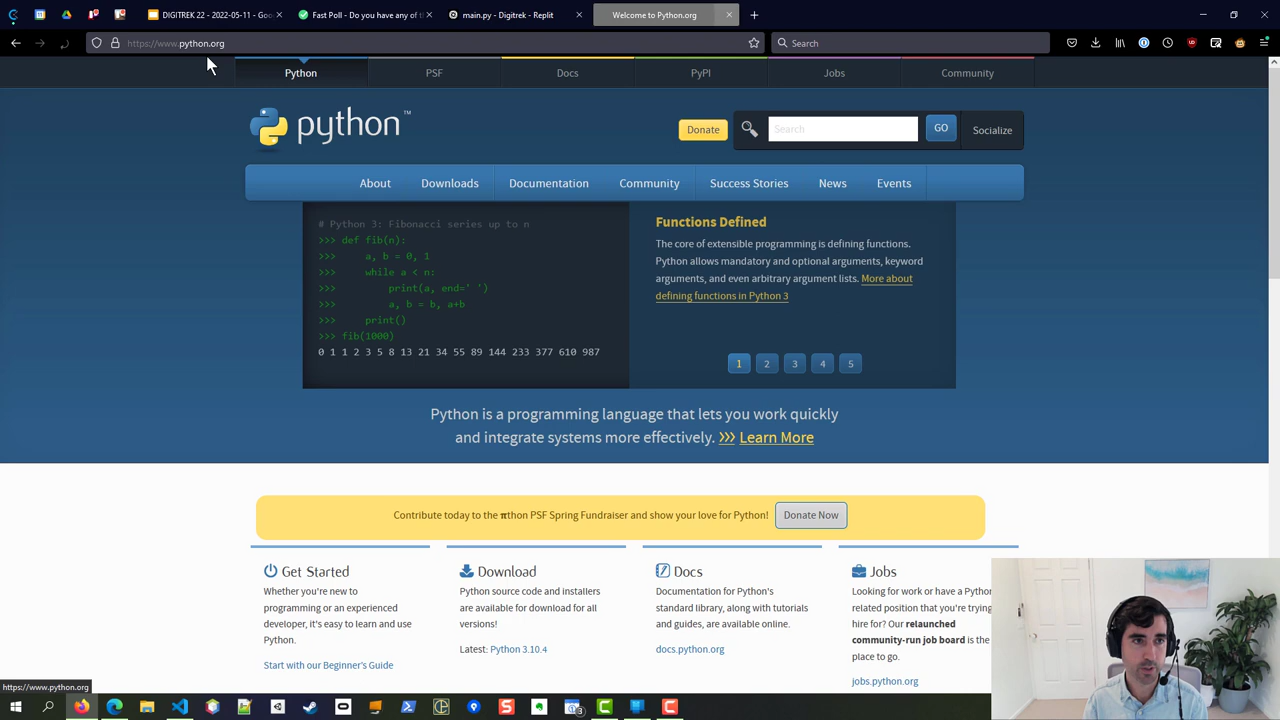 DIGITREK 22 - 2022-05-11 - Goo
Fast Poll - Do you have any of th
main.py - Digitrek - Replit
Welcome to Python.org
https://www.python.org
Search
Python
PSF
Docs
PyPI
Jobs
Community
python™
Donate
Search
GO
Socialize
About
Downloads
Documentation
Community
Success Stories
News
Events
# Python 3: Fibonacci series up to n
>>> def fib(n):
>>>     a, b = 0, 1
>>>     while a < n:
>>>         print(a, end=' ')
>>>         a, b = b, a+b
>>>     print()
>>> fib(1000)
0 1 1 2 3 5 8 13 21 34 55 89 144 233 377 610 987
Functions Defined
The core of extensible programming is defining functions.
Python allows mandatory and optional arguments, keyword
arguments, and even arbitrary argument lists. More about
defining functions in Python 3
1 2 3 4 5
Python is a programming language that lets you work quickly
and integrate systems more effectively. >>> Learn More
Contribute today to the πthon PSF Spring Fundraiser and show your love for Python!
Donate Now
Get Started
Whether you're new to
programming or an experienced
developer, it's easy to learn and use
Python.
Start with our Beginner's Guide
Download
Python source code and installers
are available for download for all
versions!
Latest: Python 3.10.4
Docs
Documentation for Python's
standard library, along with tutorials
and guides, are available online.
docs.python.org
Jobs
Looking for work or have a Python
related position that you're trying
hire for? Our relaunched
community-run job board is the
place to go.
jobs.python.org
https://www.python.org